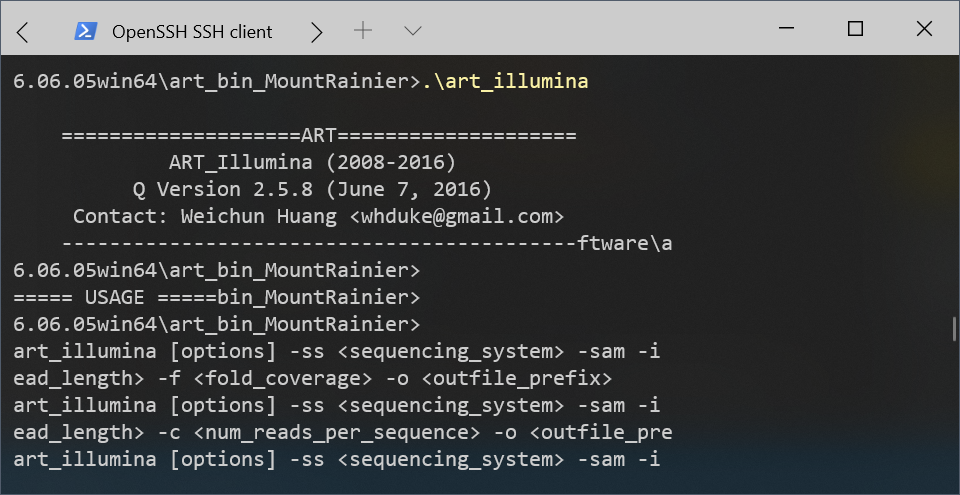 OpenSSH SSH client
6.06.05win64\art_bin_MountRainier>.\art_illumina
====================ART====================
ART_Illumina (2008-2016)
Q Version 2.5.8 (June 7, 2016)
Contact: Weichun Huang <whduke@gmail.com>
-------------------------------------------ftware\a
6.06.05win64\art_bin_MountRainier>
===== USAGE =====bin_MountRainier>
6.06.05win64\art_bin_MountRainier>
art_illumina [options] -ss <sequencing_system> -sam -i
ead_length> -f <fold_coverage> -o <outfile_prefix>
art_illumina [options] -ss <sequencing_system> -sam -i
ead_length> -c <num_reads_per_sequence> -o <outfile_pre
art_illumina [options] -ss <sequencing_system> -sam -i